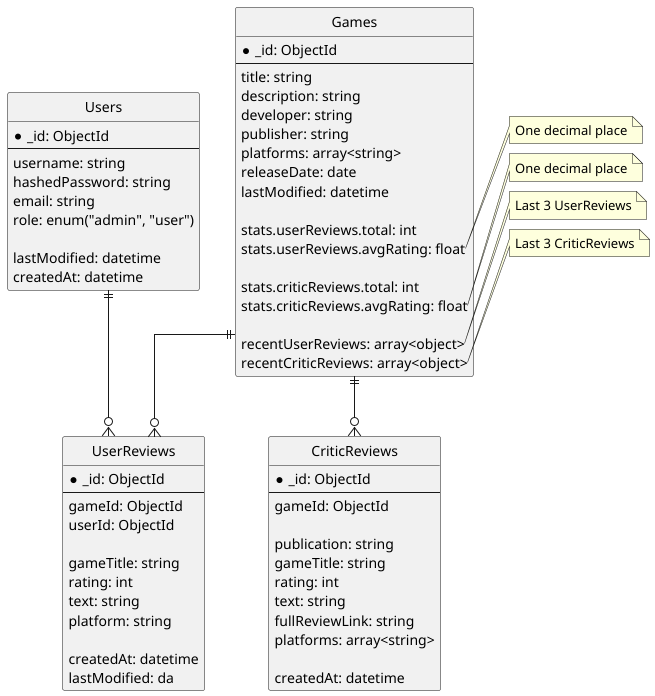 Games
_id: ObjectId
title: string
description: string
developer: string
publisher: string
platforms: array<string>
releaseDate: date
lastModified: datetime
stats.userReviews.total: int
stats.userReviews.avgRating: float
stats.criticReviews.total: int
stats.criticReviews.avgRating: float
recentUserReviews: array<object>
recentCriticReviews: array<object>
Users
_id: ObjectId
username: string
hashedPassword: string
email: string
role: enum("admin", "user")
lastModified: datetime
createdAt: datetime
One decimal place
One decimal place
Last 3 UserReviews
Last 3 CriticReviews
UserReviews
_id: ObjectId
gameId: ObjectId
userId: ObjectId
gameTitle: string
rating: int
text: string
platform: string
createdAt: datetime
lastModified: da
CriticReviews
_id: ObjectId
gameId: ObjectId
publication: string
gameTitle: string
rating: int
text: string
fullReviewLink: string
platforms: array<string>
createdAt: datetime